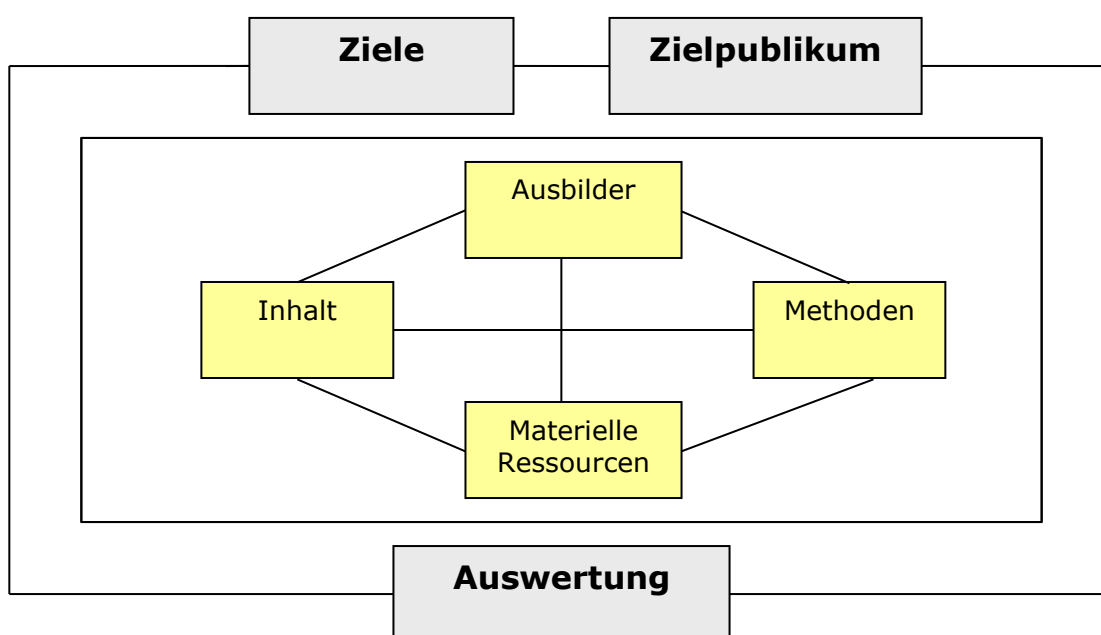 Ziele
Zielpublikum
Ausbilder
Inhalt
Methoden
Materielle
Ressourcen
Auswertung